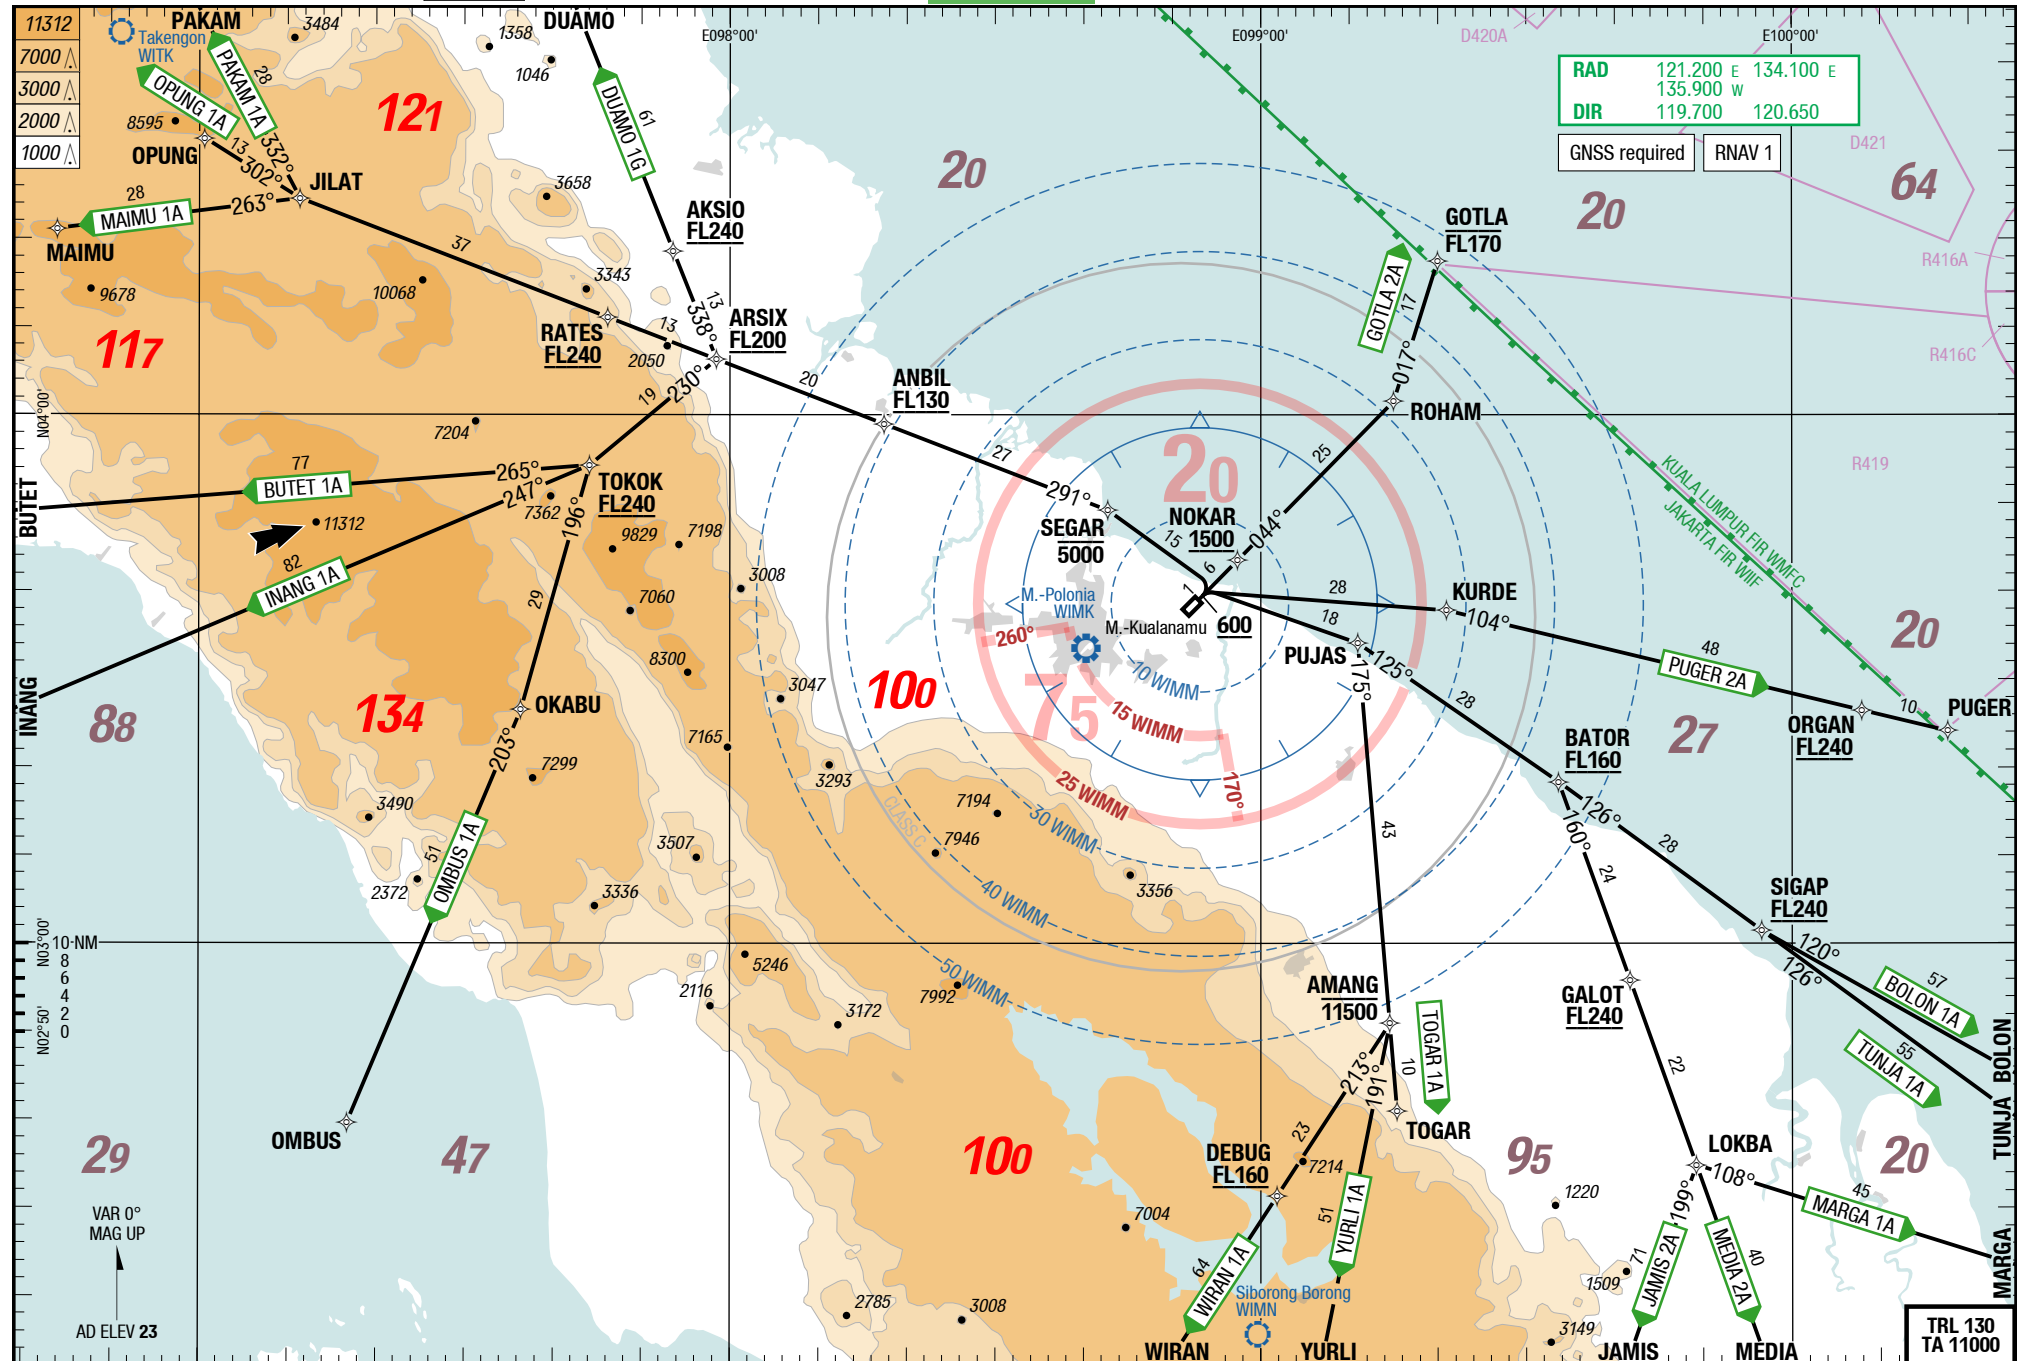 11312
7000
3000
2000
1000
Takengon
WITK
PAKAM
3484
1358
1046
DUAMO
E098°00'
E099°00'
E100°00'
D420A
RAD 121.200 E 134.100 E
135.900 W
DIR 119.700 120.650
GNSS required
RNAV 1
D421
64
20
20
121
OPUNG 1A
PAKAM 1A
28
332°
8595
OPUNG
13
302°
JILAT
28
MAIMU 1A
263°
MAIMU
9678
10068
117
37
DUAMO 1G
61
3658
AKSIO
FL240
13
338°
3343
RATES
FL240
13
2050
ARSIX
FL200
230°
19
20
ANBIL
FL130
27
291°
SEGAR
5000
15
GOTLA
FL170
GOTLA 2A
17
017°
ROHAM
25
044°
NOKAR
1500
6
1
20
R416A
R416C
R419
KUALA LUMPUR FIR WMFC
JAKARTA FIR WIIF
N04°00'
7204
77
BUTET 1A
265°
BUTET
247°
TOKOK
FL240
7362
196°
11312
82
INANG 1A
INANG
9829
7198
3008
7060
29
8300
3047
7165
3293
134
88
OKABU
203°
7299
3490
51
OMBUS 1A
2372
3507
3336
OMBUS
M.-Polonia
WIMK
M.-Kualanamu
600
260°
75
100
10 WIMM
15 WIMM
25 WIMM
170°
30 WIMM
40 WIMM
50 WIMM
CLASS C
28
KURDE
104°
18
PUJAS
125°
175°
48
PUGER 2A
10
ORGAN
FL240
PUGER
20
27
28
BATOR
FL160
126°
160°
28
24
SIGAP
FL240
120°
126°
57
BOLON 1A
55
TUNJA 1A
BOLON
TUNJA
GALOT
FL240
22
LOKBA
108°
45
MARGA 1A
MARGA
199°
71
JAMIS 2A
JAMIS
MEDIA 2A
40
MEDIA
43
AMANG
11500
TOGAR 1A
10
TOGAR
213°
191°
23
DEBUG
FL160
7214
64
WIRAN 1A
WIRAN
51
YURLI 1A
YURLI
Siborong Borong
WIMN
7194
7946
3356
7992
5246
2116
3172
7004
2785
3008
1220
1509
3149
100
95
20
29
47
N03°00'
10 NM
8
6
4
2
0
N02°50'
VAR 0°
MAG UP
AD ELEV 23
TRL 130
TA 11000